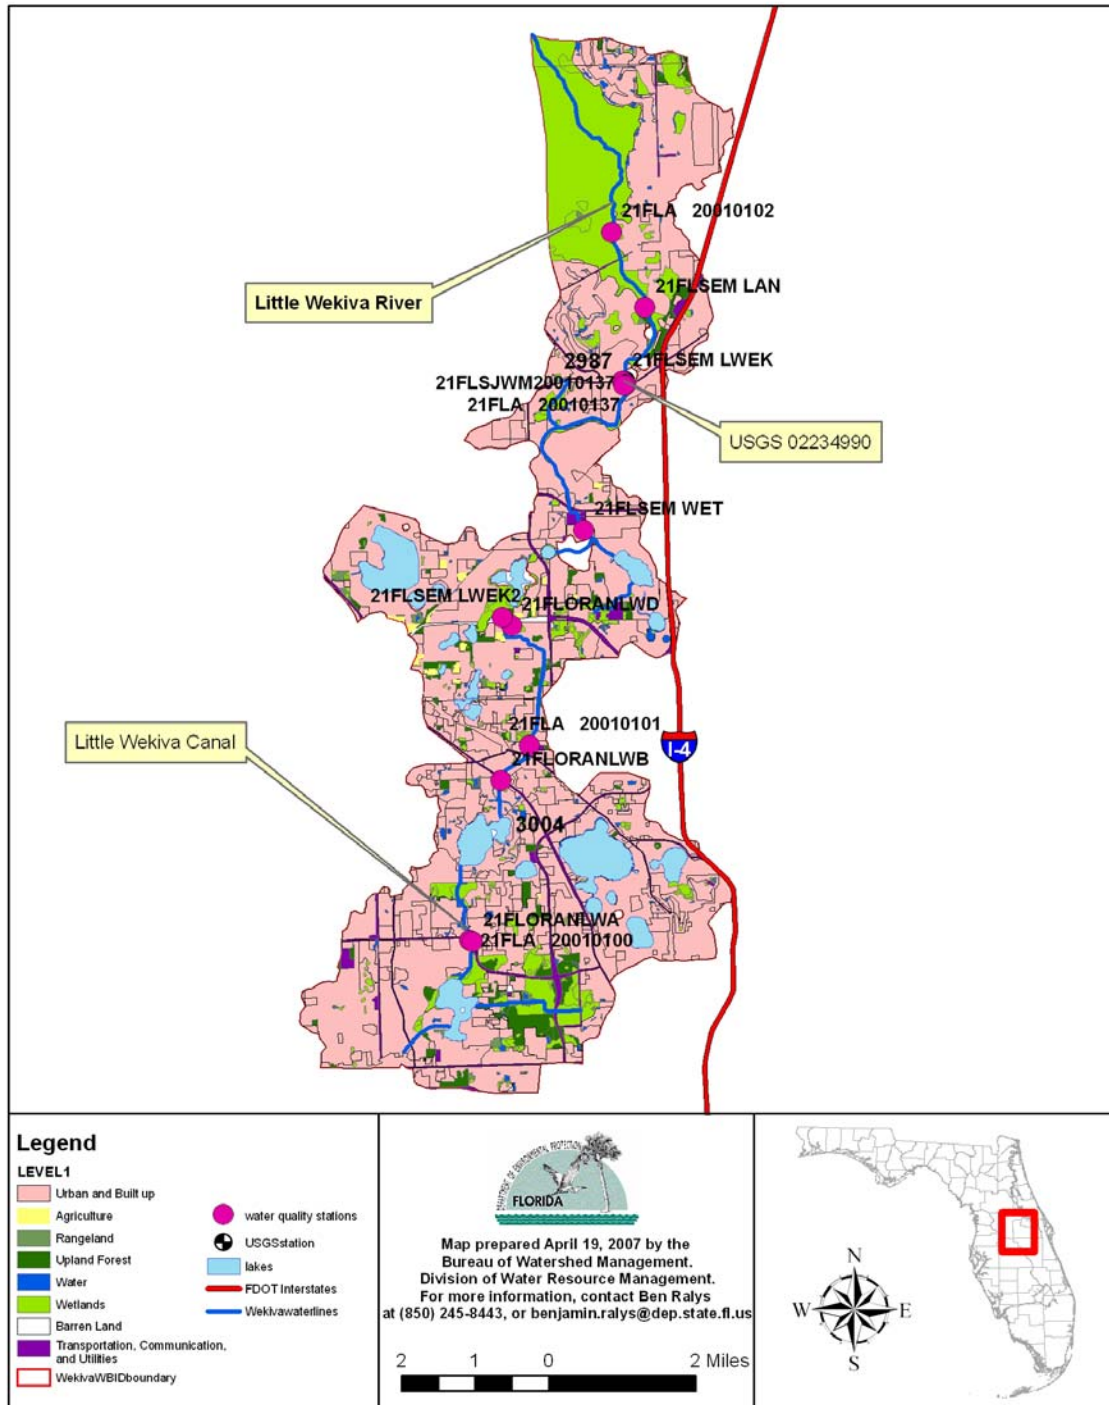 21FLA 20010102
21FLSEM LAN
Little Wekiva River
2987
21FLSEM LWEK
21FLSJWM20010137
21FLA 20010137
USGS 02234990
21FLSEM WET
21FLSEM LWEK2
21FLORANLWD
21FLA 20010101
Little Wekiva Canal
I-4
21FLORANLWB
3004
21FLORANLWA
21FLA 20010100
Legend
LEVEL1
Urban and Built up
Agriculture
Rangeland
Upland Forest
Water
Wetlands
Barren Land
Transportation, Communication,
and Utilities
WekivaWBIDboundary
water quality stations
USGSstation
lakes
FDOT Interstates
Wekivawaterlines
DEPARTMENT OF ENVIRONMENTAL PROTECTION
FLORIDA
Map prepared April 19, 2007 by the
Bureau of Watershed Management.
Division of Water Resource Management.
For more information, contact Ben Ralys
at (850) 245-8443, or benjamin.ralys@dep.state.fl.us
2 1 0 2 Miles
N
W E
S